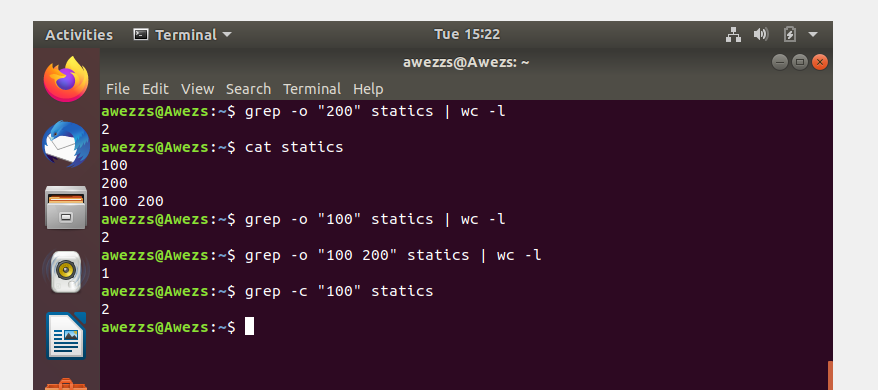 Activities Terminal Tue 15:22
awezzs@Awezs: ~
File Edit View Search Terminal Help
awezzs@Awezs:~$ grep -o "200" statics | wc -l
2
awezzs@Awezs:~$ cat statics
100
200
100 200
awezzs@Awezs:~$ grep -o "100" statics | wc -l
2
awezzs@Awezs:~$ grep -o "100 200" statics | wc -l
1
awezzs@Awezs:~$ grep -c "100" statics
2
awezzs@Awezs:~$